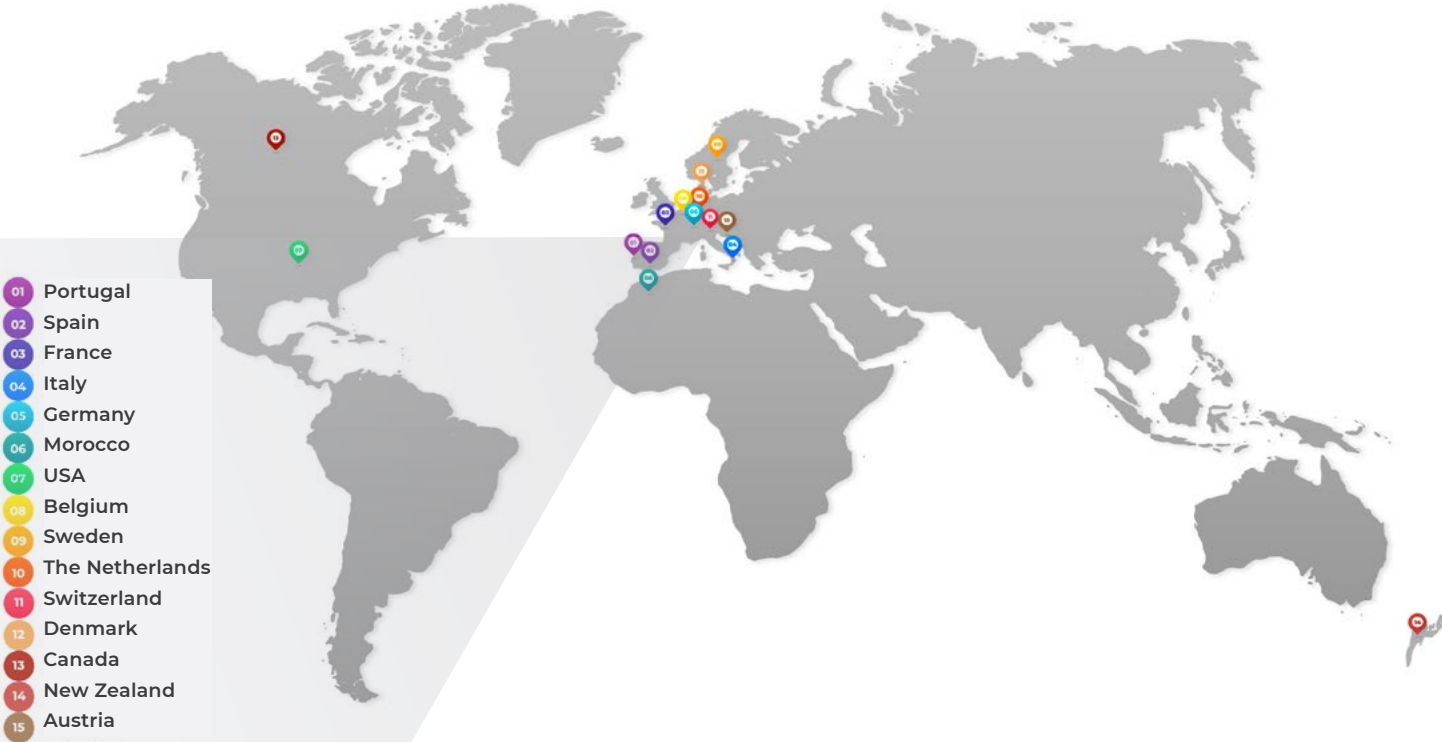 01 Portugal
02 Spain
03 France
04 Italy
05 Germany
06 Morocco
07 USA
08 Belgium
09 Sweden
10 The Netherlands
11 Switzerland
12 Denmark
13 Canada
14 New Zealand
15 Austria